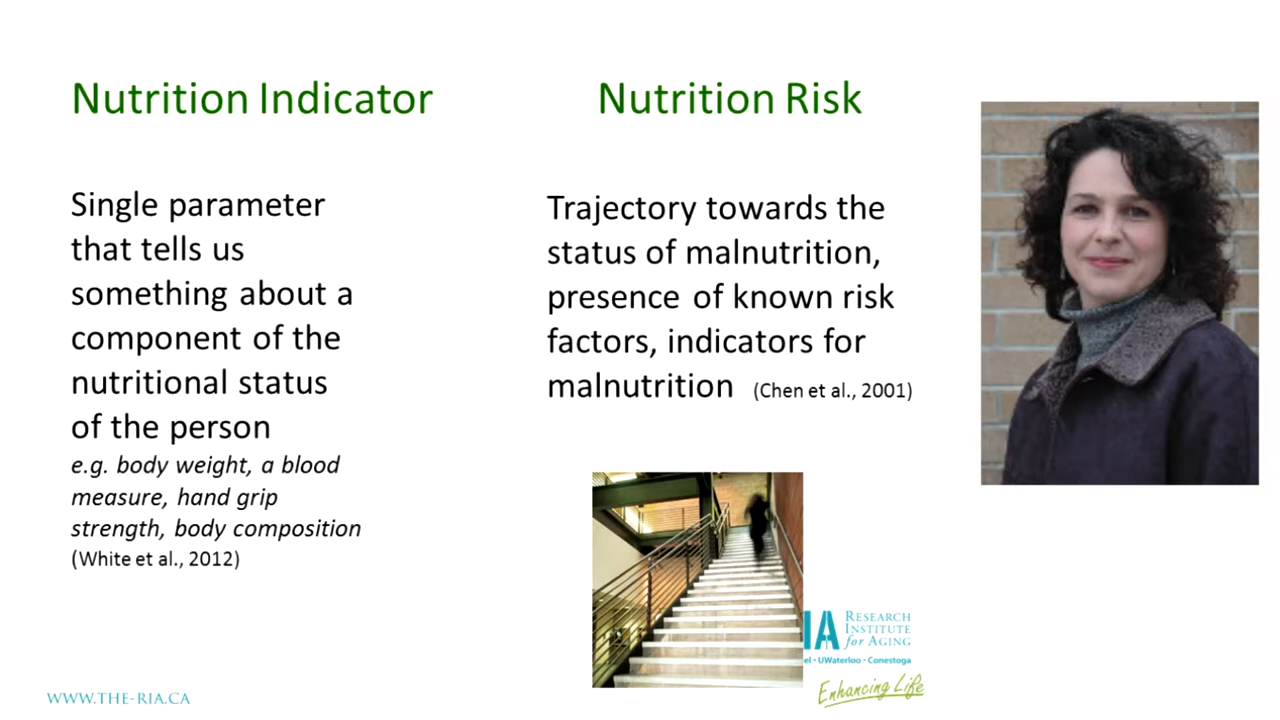 Nutrition Indicator
Single parameter
that tells us
something about a
component of the
nutritional status
of the person
e.g. body weight, a blood
measure, hand grip
strength, body composition
(White et al., 2012)
Nutrition Risk
Trajectory towards the
status of malnutrition,
presence of known risk
factors, indicators for
malnutrition (Chen et al., 2001)
IA RESEARCH
INSTITUTE
for AGING
el • UWaterloo • Conestoga
Enhancing Life
WWW.THE-RIA.CA